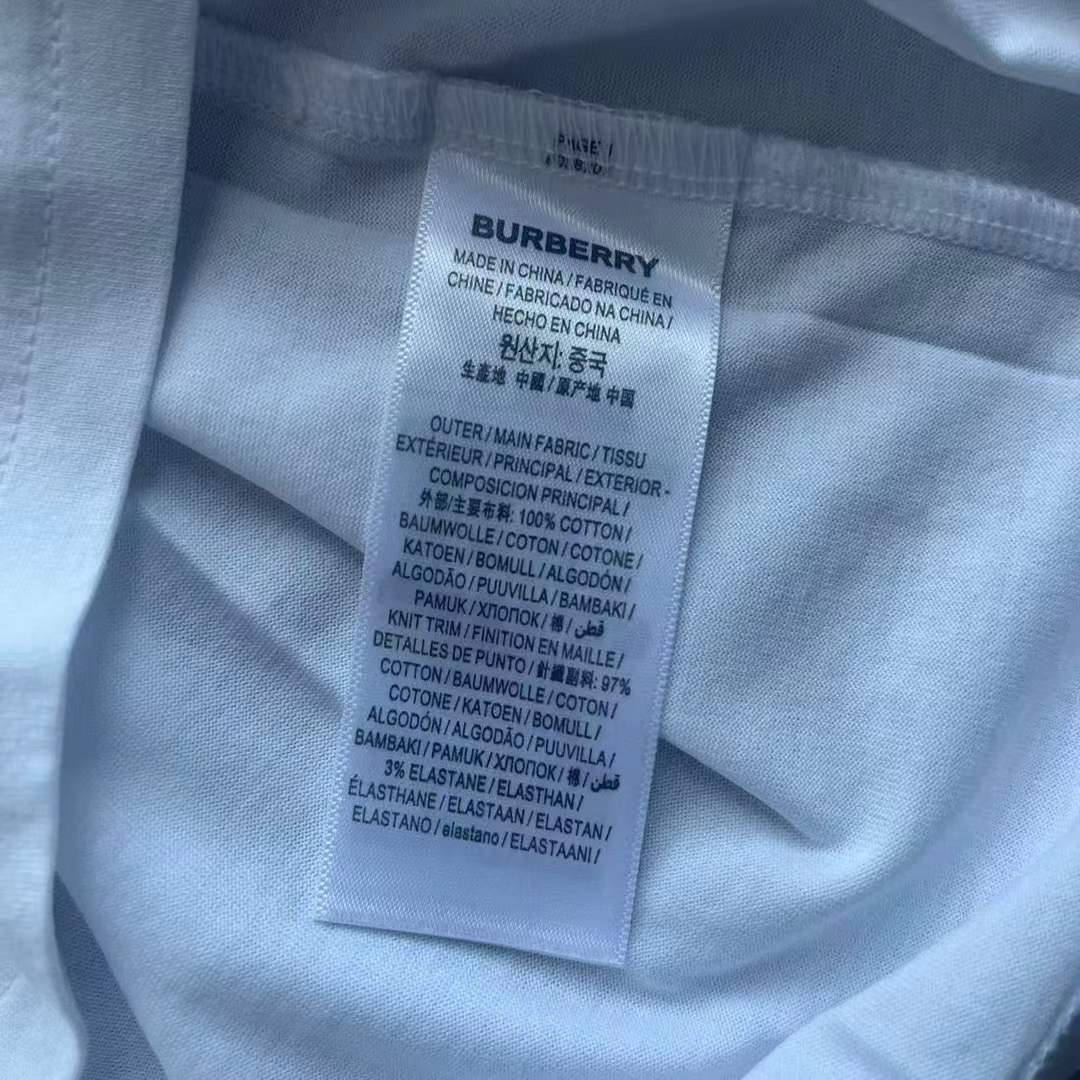 BURBERRY
MADE IN CHINA / FABRIQUÉ EN
CHINE / FABRICADO NA CHINA /
HECHO EN CHINA
원산지: 중국
生產地 中國 / 原产地 中国
OUTER / MAIN FABRIC / TISSU
EXTÉRIEUR / PRINCIPAL / EXTERIOR -
COMPOSICION PRINCIPAL /
外部/主要布料: 100% COTTON /
BAUMWOLLE / COTON / COTONE /
KATOEN / BOMULL / ALGODÓN /
ALGODÃO / PUUVILLA / BAMBAKI /
PAMUK / ХЛОПОК / 棉 / قطن
KNIT TRIM / FINITION EN MAILLE /
DETALLES DE PUNTO / 針織副料: 97%
COTTON / BAUMWOLLE / COTON /
COTONE / KATOEN / BOMULL /
ALGODÓN / ALGODÃO / PUUVILLA /
BAMBAKI / PAMUK / ХЛОПОК / 棉 / قطن
3% ELASTANE / ELASTHAN /
ÉLASTHANE / ELASTAAN / ELASTAN /
ELASTANO / elastano / ELASTAANI /